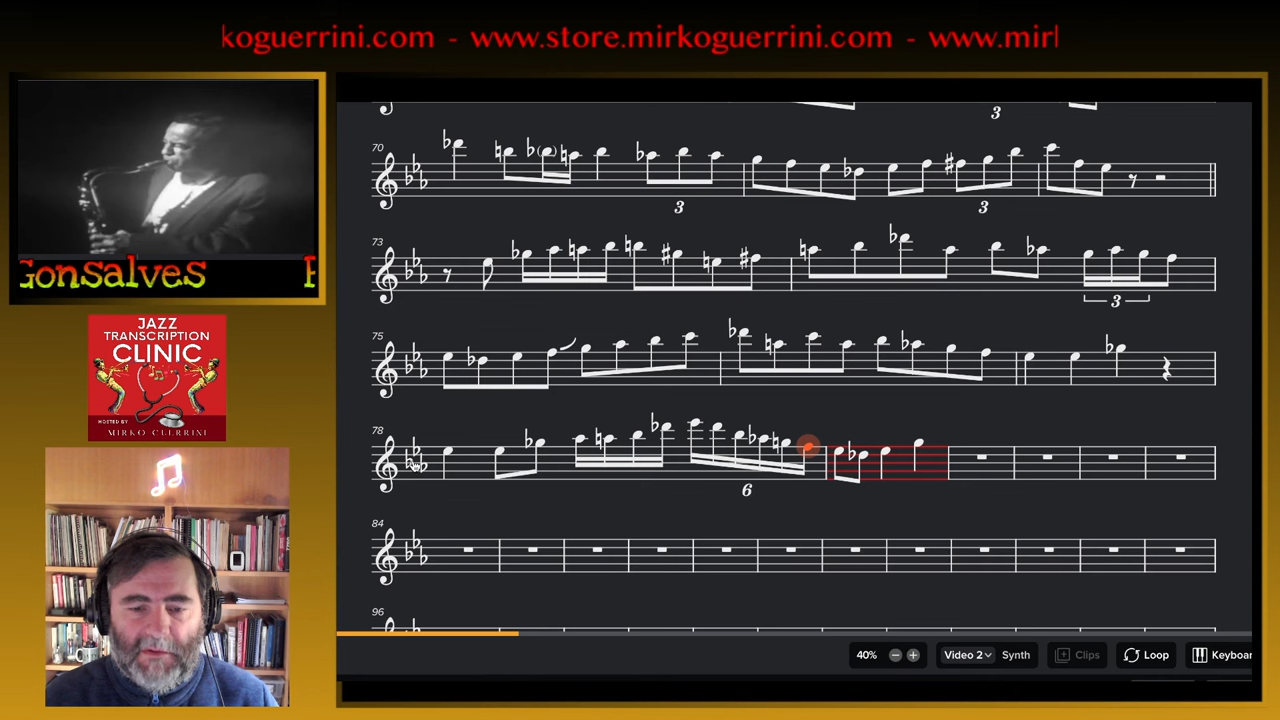 koguerrini.com - www.store.mirkoguerrini.com - www.mirl
Gonsalves
JAZZ
TRANSCRIPTION
CLINIC
HOSTED BY
MIRKO GUERRINI
3
3
70
3
3
73
3
75
78
6
84
96
40%
Video 2
Synth
Clips
Loop
Keyboar